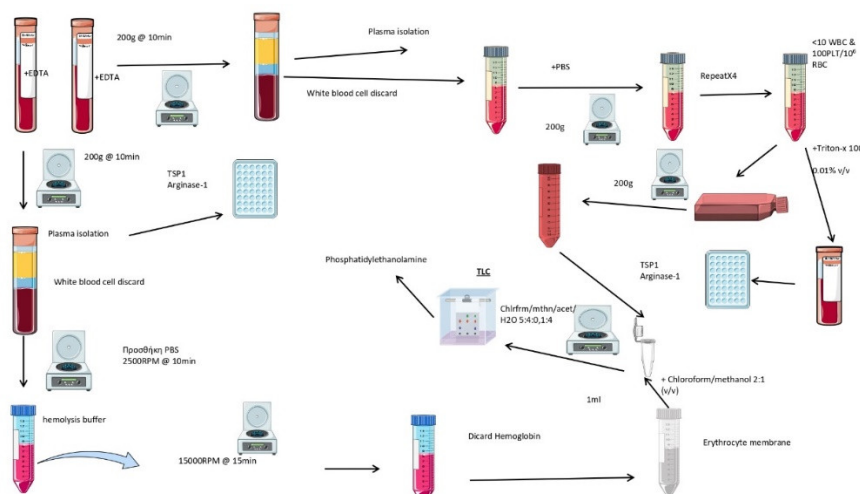 200g @ 10min
+EDTA
+EDTA
Plasma isolation
White blood cell discard
+PBS
200g
RepeatX4
<10 WBC &
100PLT/10⁶
RBC
+Triton-x 100
0.01% v/v
200g @ 10min
TSP1
Arginase-1
200g
Plasma isolation
White blood cell discard
Phosphatidylethanolamine
TLC
Chlrfrm/mthn/acet/
H2O 5:4:0,1:4
TSP1
Arginase-1
Προσθήκη PBS
2500RPM @ 10min
+ Chloroform/methanol 2:1
(v/v)
1ml
hemolysis buffer
15000RPM @ 15min
Dicard Hemoglobin
Erythrocyte membrane